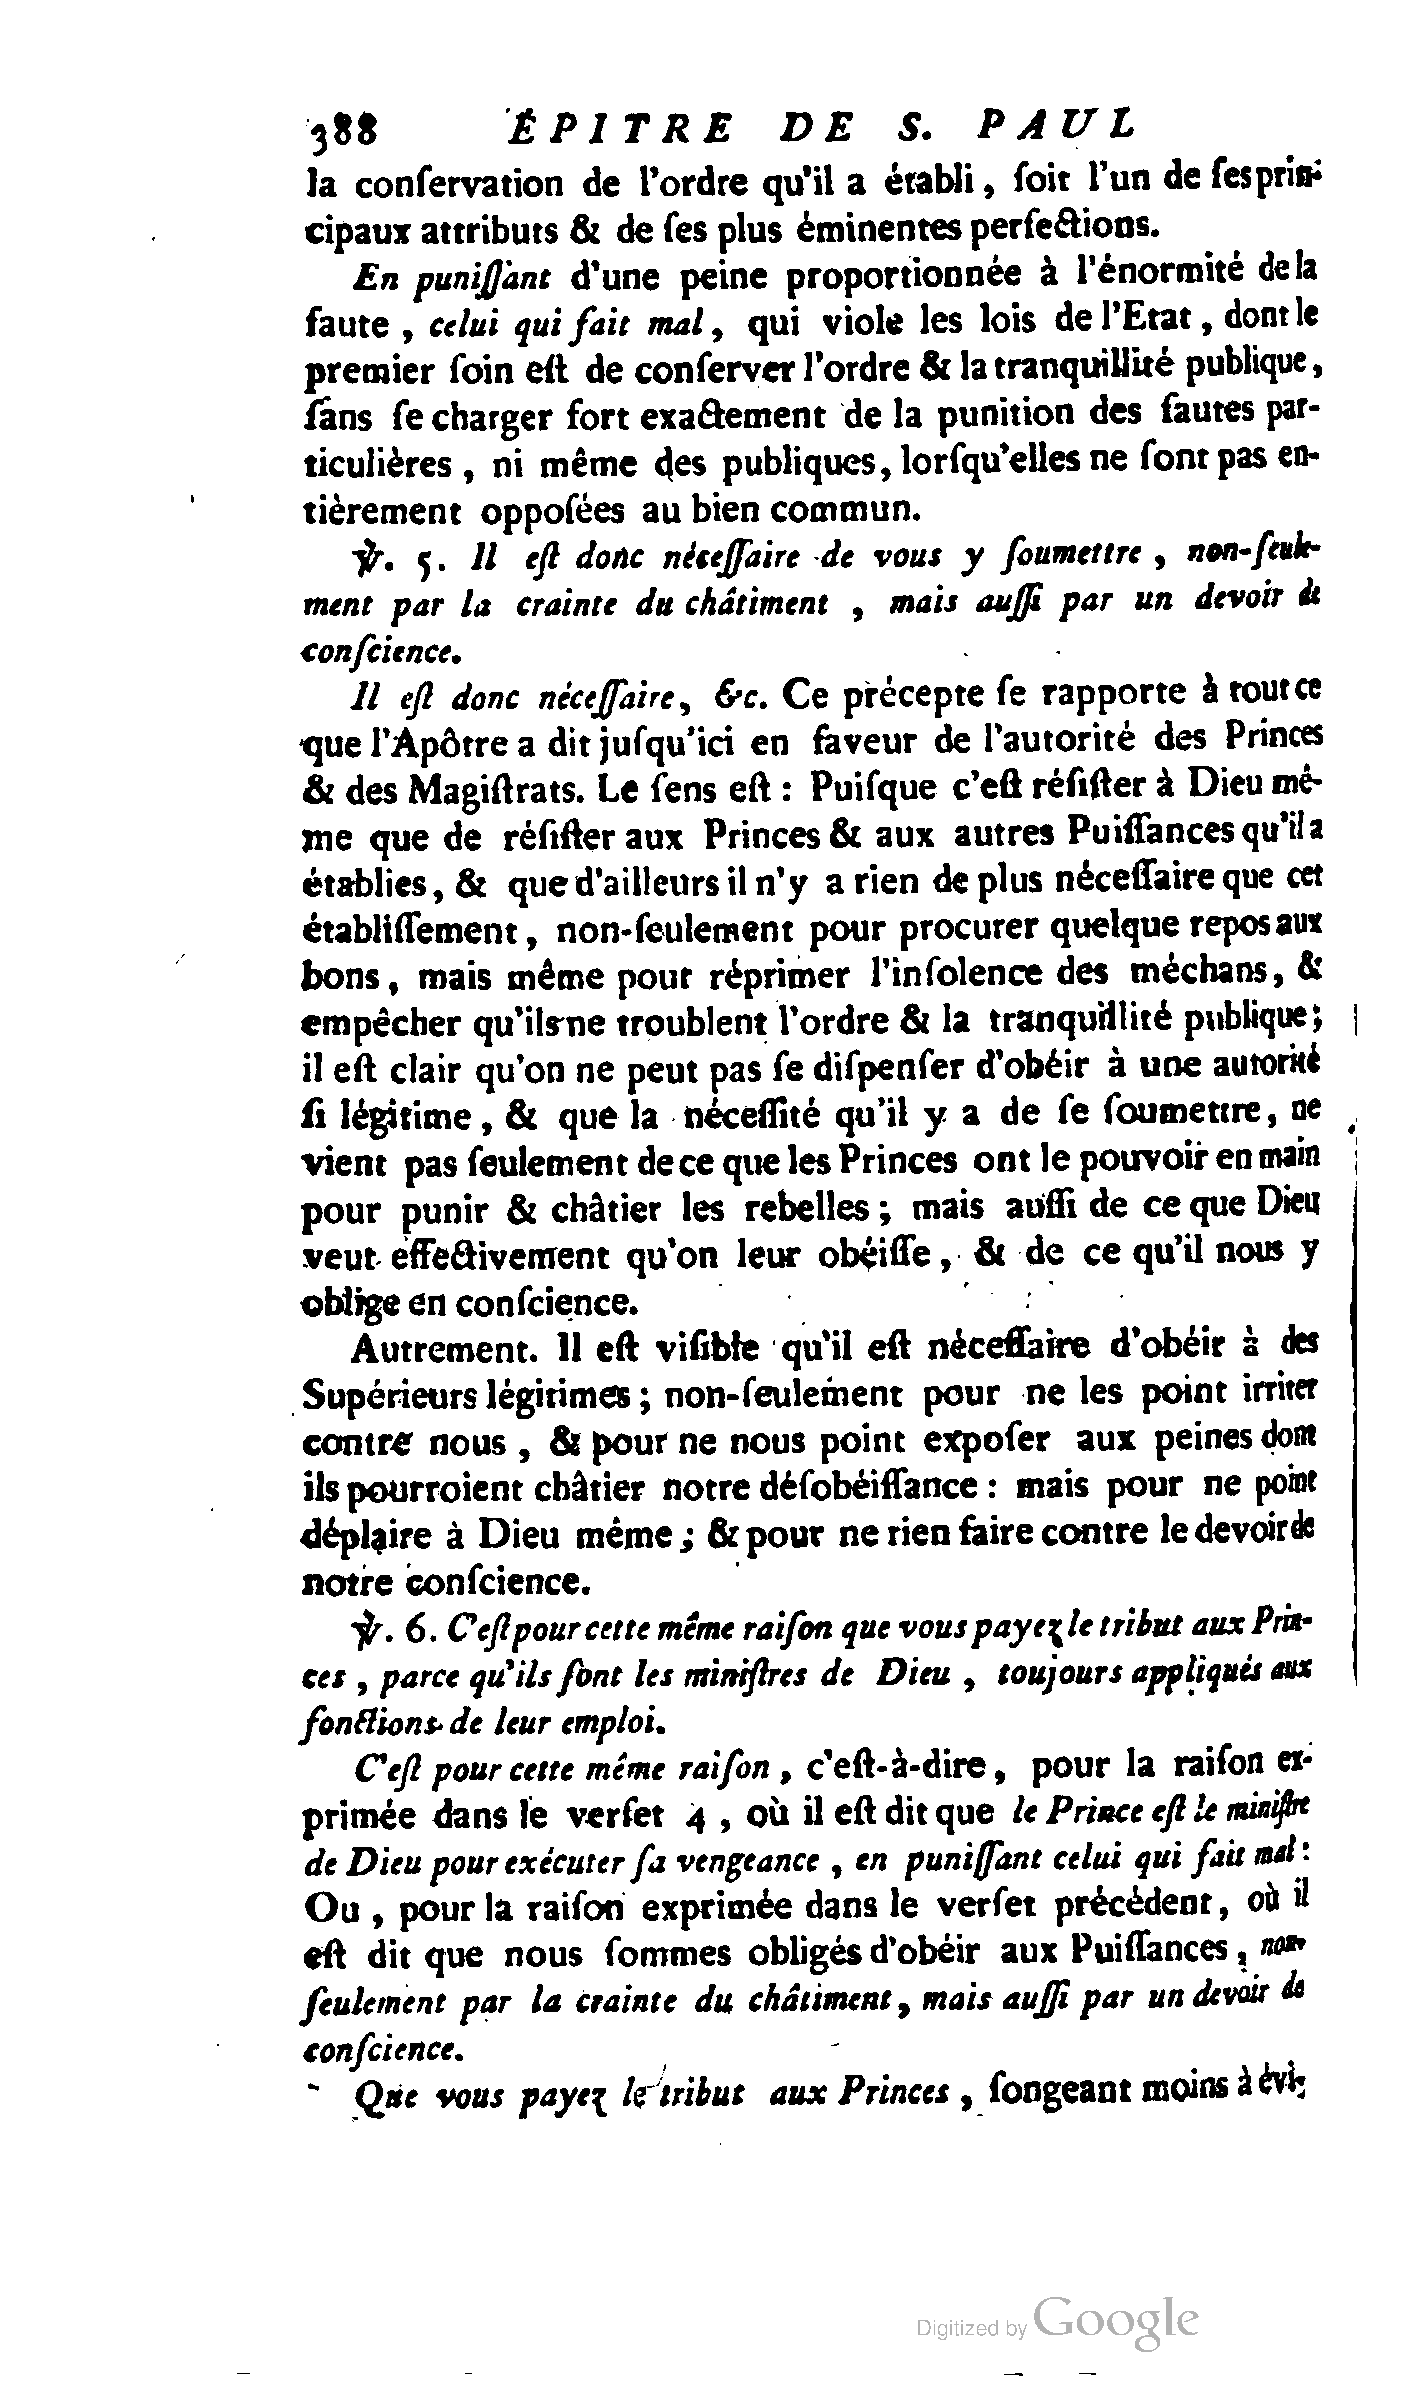 388 ÉPITRE DE S. PAUL
la conſervation de l'ordre qu'il a établi, ſoit l'un de ſes prin-
cipaux attributs & de ſes plus éminentes perfections.
En puniſſant d'une peine proportionnée à l'énormité de la
faute, celui qui fait mal, qui viole les lois de l'Etat, dont le
premier ſoin eſt de conſerver l'ordre & la tranquillité publique,
ſans ſe charger fort exactement de la punition des fautes par-
ticulières, ni même des publiques, lorſqu'elles ne ſont pas en-
tièrement oppoſées au bien commun.
℣. 5. Il eſt donc néceſſaire de vous y ſoumettre, non-ſeule-
ment par la crainte du châtiment, mais auſſi par un devoir de
conſcience.
Il eſt donc néceſſaire, &c. Ce précepte ſe rapporte à tout ce
que l'Apôtre a dit juſqu'ici en faveur de l'autorité des Princes
& des Magiſtrats. Le ſens eſt : Puiſque c'eſt réſiſter à Dieu mê-
me que de réſiſter aux Princes & aux autres Puiſſances qu'il a
établies, & que d'ailleurs il n'y a rien de plus néceſſaire que cet
établiſſement, non-ſeulement pour procurer quelque repos aux
bons, mais même pour réprimer l'inſolence des méchans, &
empêcher qu'ils ne troublent l'ordre & la tranquillité publique ;
il eſt clair qu'on ne peut pas ſe diſpenſer d'obéir à une autorité
ſi légitime, & que la néceſſité qu'il y a de ſe ſoumettre, ne
vient pas ſeulement de ce que les Princes ont le pouvoir en main
pour punir & châtier les rebelles ; mais auſſi de ce que Dieu
veut effectivement qu'on leur obéiſſe, & de ce qu'il nous y
oblige en conſcience.
Autrement. Il eſt viſible qu'il eſt néceſſaire d'obéir à des
Supérieurs légitimes ; non-ſeulement pour ne les point irriter
contre nous, & pour ne nous point expoſer aux peines dont
ils pourroient châtier notre déſobéiſſance : mais pour ne point
déplaire à Dieu même ; & pour ne rien faire contre le devoir de
notre conſcience.
℣. 6. C'eſt pour cette même raiſon que vous payez le tribut aux Prin-
ces, parce qu'ils ſont les miniſtres de Dieu, toujours appliqués aux
fonctions de leur emploi.
C'eſt pour cette même raiſon, c'eſt-à-dire, pour la raiſon ex-
primée dans le verſet 4, où il eſt dit que le Prince eſt le miniſtre
de Dieu pour exécuter ſa vengeance, en puniſſant celui qui fait mal :
Ou, pour la raiſon exprimée dans le verſet précédent, où il
eſt dit que nous ſommes obligés d'obéir aux Puiſſances, non-
ſeulement par la crainte du châtiment, mais auſſi par un devoir de
conſcience.
Que vous payez le tribut aux Princes, ſongeant moins à évi-
Digitized by Google